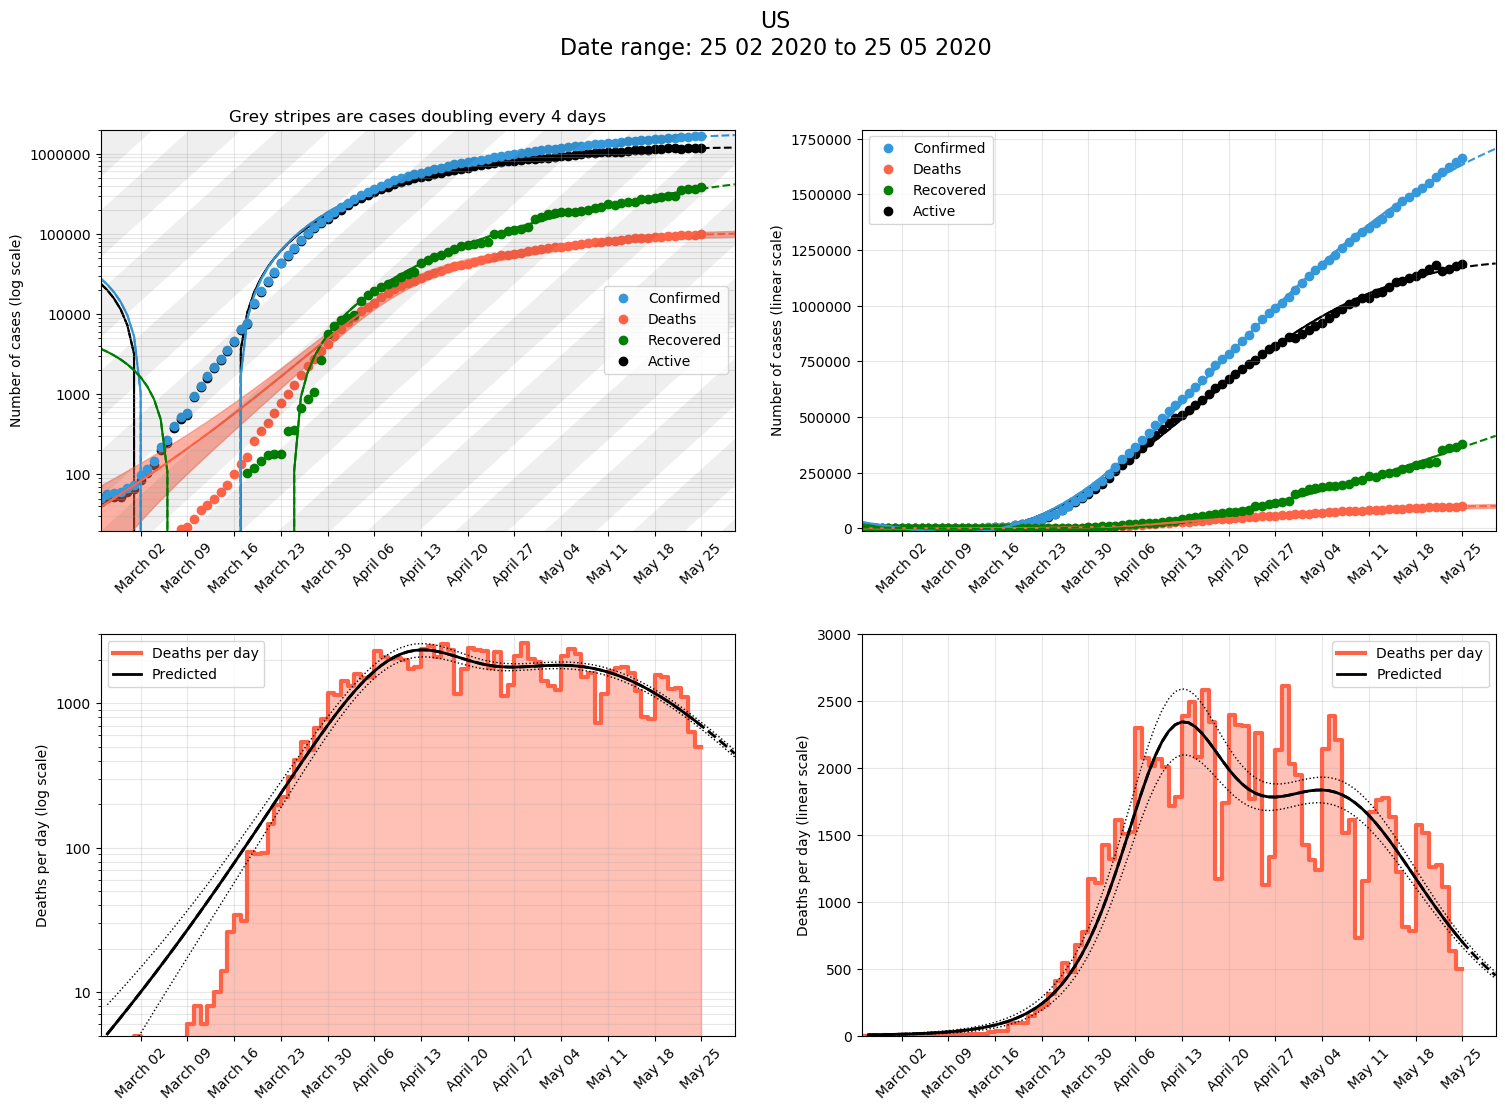 US
Date range: 25 02 2020 to 25 05 2020
Grey stripes are cases doubling every 4 days
Number of cases (log scale)
1000000
100000
10000
1000
100
Confirmed
Deaths
Recovered
Active
March 02
March 09
March 16
March 23
March 30
April 06
April 13
April 20
April 27
May 04
May 11
May 18
May 25
Number of cases (linear scale)
1750000
1500000
1250000
1000000
750000
500000
250000
0
Confirmed
Deaths
Recovered
Active
March 02
March 09
March 16
March 23
March 30
April 06
April 13
April 20
April 27
May 04
May 11
May 18
May 25
Deaths per day (log scale)
1000
100
10
Deaths per day
Predicted
March 02
March 09
March 16
March 23
March 30
April 06
April 13
April 20
April 27
May 04
May 11
May 18
May 25
Deaths per day (linear scale)
3000
2500
2000
1500
1000
500
0
Deaths per day
Predicted
March 02
March 09
March 16
March 23
March 30
April 06
April 13
April 20
April 27
May 04
May 11
May 18
May 25